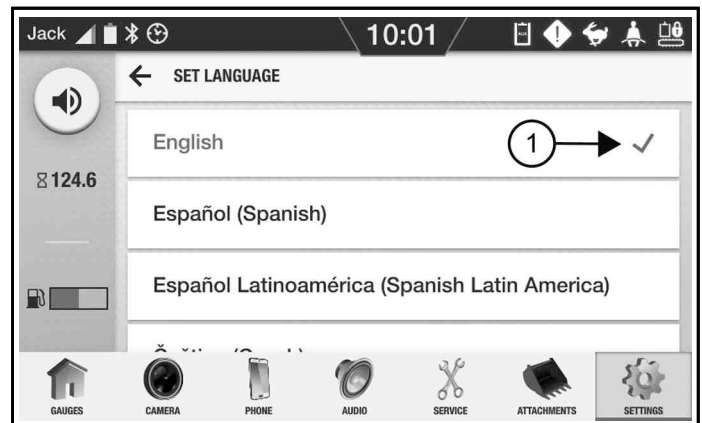 Jack 10:01
SET LANGUAGE
English 1
124.6
Español (Spanish)
Español Latinoamérica (Spanish Latin America)
GAUGES CAMERA PHONE AUDIO SERVICE ATTACHMENTS SETTINGS